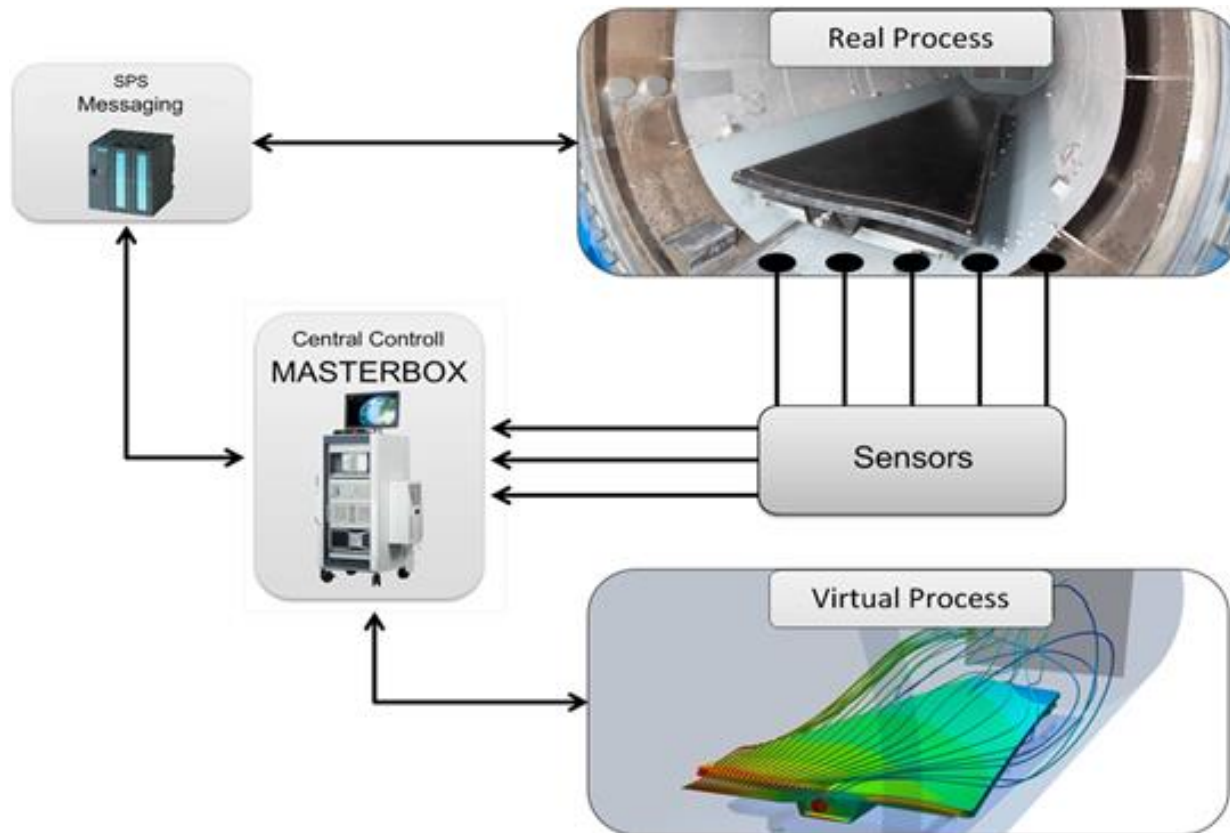 Real Process
SPS
Messaging
Central Controll
MASTERBOX
Sensors
Virtual Process